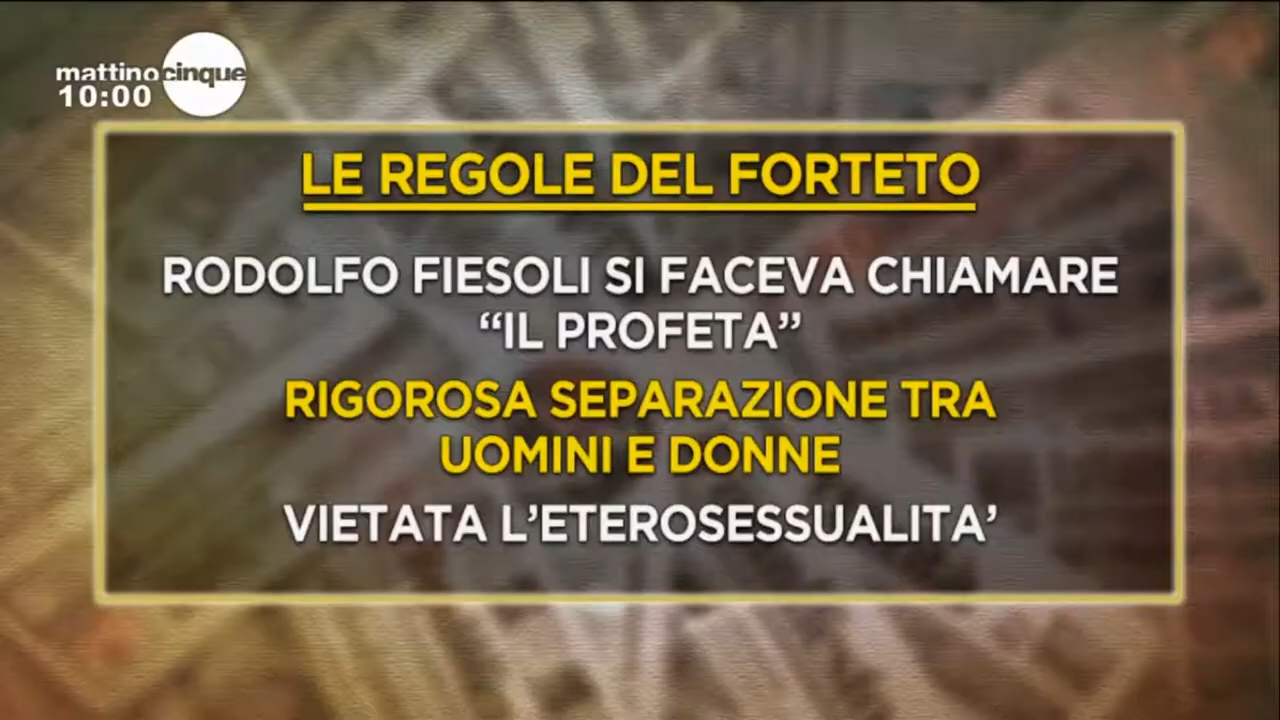 mattino cinque
10:00
LE REGOLE DEL FORTETO
RODOLFO FIESOLI SI FACEVA CHIAMARE
“IL PROFETA”
RIGOROSA SEPARAZIONE TRA
UOMINI E DONNE
VIETATA L’ETEROSESSUALITA’